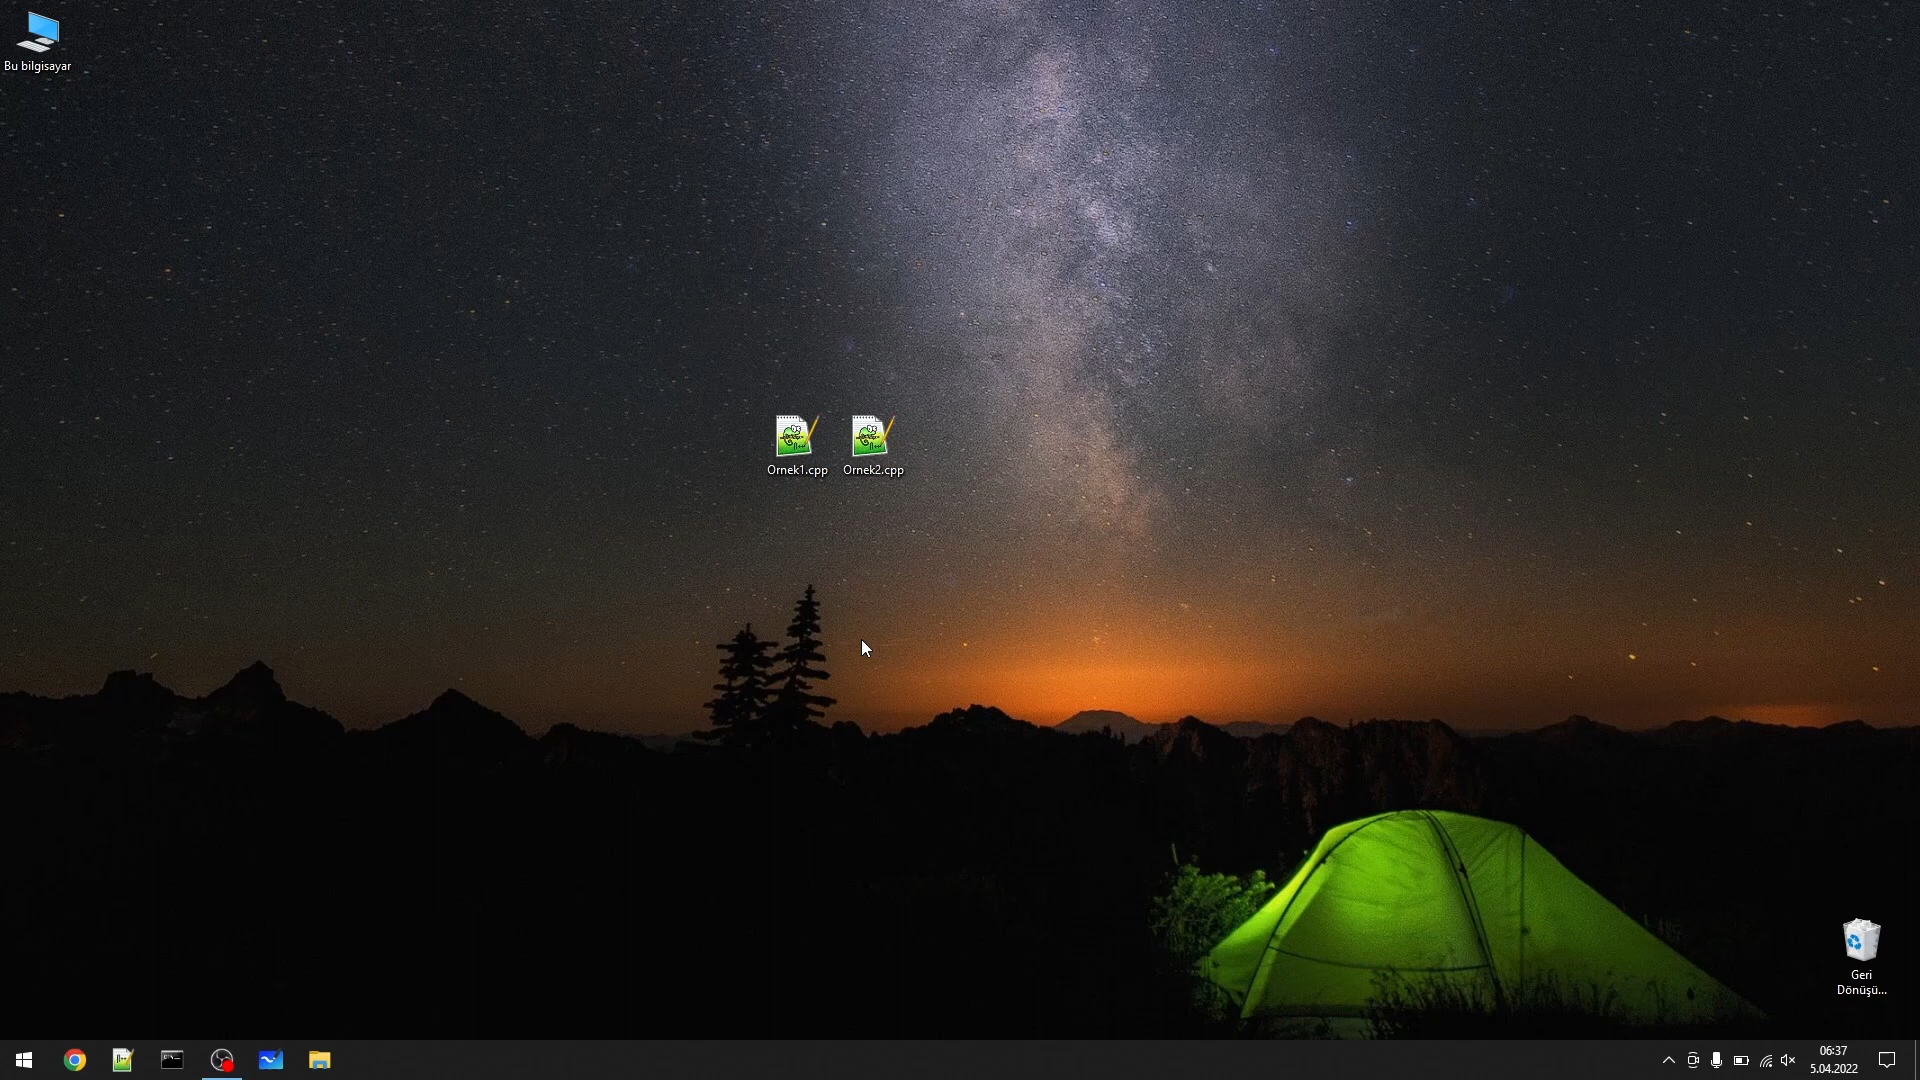 Bu bilgisayar
Ornek1.cpp
Ornek2.cpp
Geri
Dönüşü...
06:37
5.04.2022